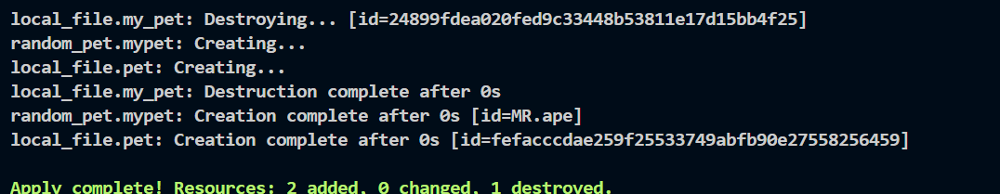 local_file.my_pet: Destroying... [id=24899fdea020fed9c33448b53811e17d15bb4f25]
random_pet.mypet: Creating...
local_file.pet: Creating...
local_file.my_pet: Destruction complete after 0s
random_pet.mypet: Creation complete after 0s [id=MR.ape]
local_file.pet: Creation complete after 0s [id=fefacccdae259f25533749abfb90e27558256459]
Apply complete! Resources: 2 added, 0 changed, 1 destroyed.